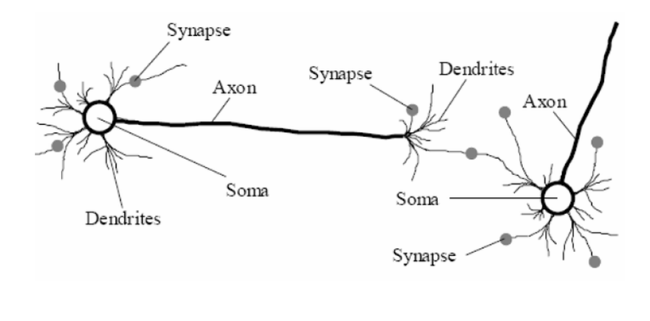 Synapse
Synapse
Dendrites
Axon
Axon
Soma
Soma
Dendrites
Synapse